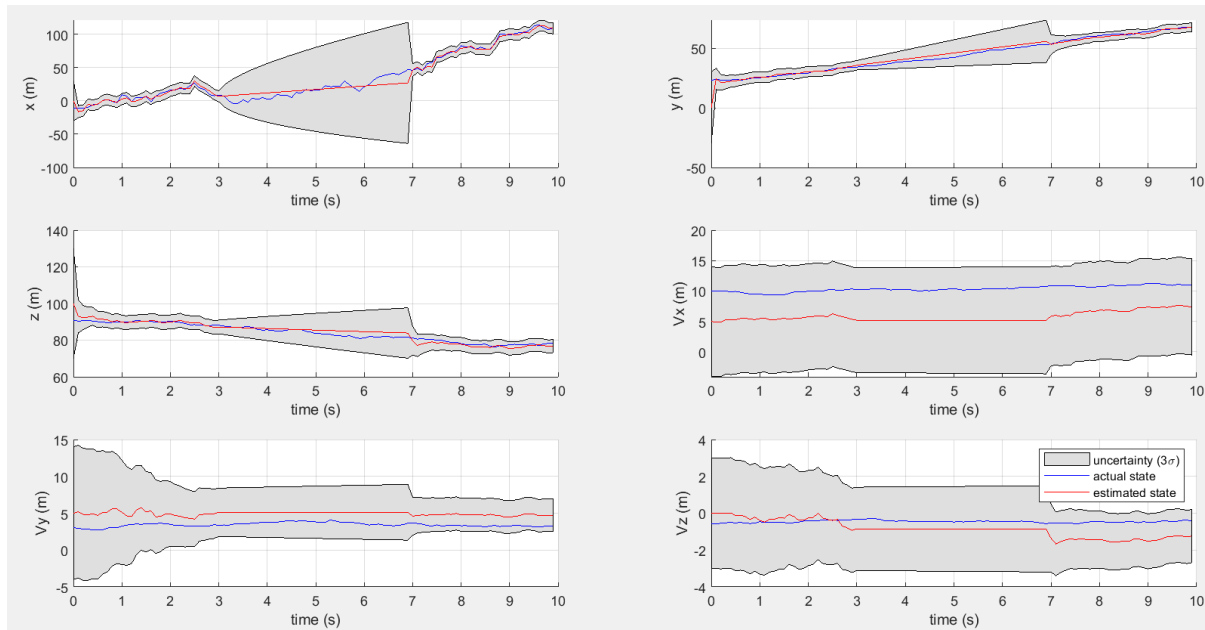 x (m)
100
50
0
-50
-100
0 1 2 3 4 5 6 7 8 9 10
time (s)
y (m)
50
0
-50
0 1 2 3 4 5 6 7 8 9 10
time (s)
z (m)
140
120
100
80
60
0 1 2 3 4 5 6 7 8 9 10
time (s)
Vx (m)
20
15
10
5
0
0 1 2 3 4 5 6 7 8 9 10
time (s)
Vy (m)
15
10
5
0
-5
0 1 2 3 4 5 6 7 8 9 10
time (s)
Vz (m)
4
2
0
-2
-4
0 1 2 3 4 5 6 7 8 9 10
time (s)
uncertainty (3σ)
actual state
estimated state